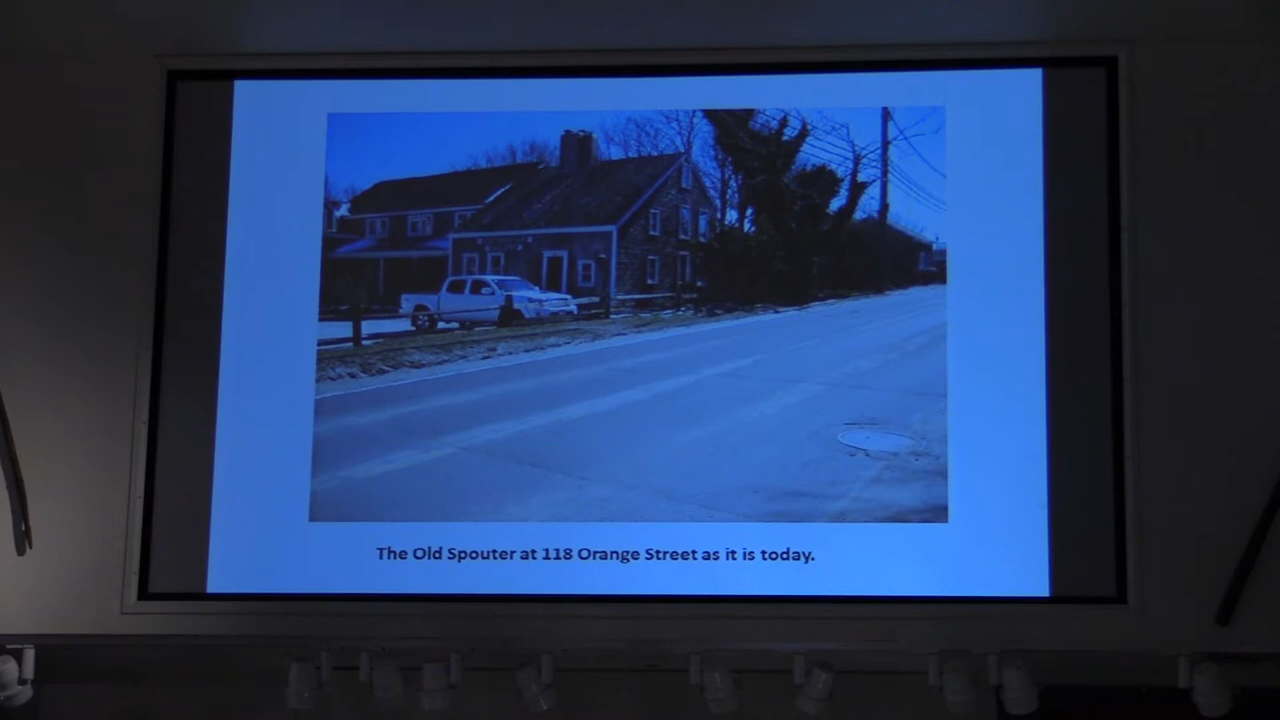 The Old Spouter at 118 Orange Street as it is today.